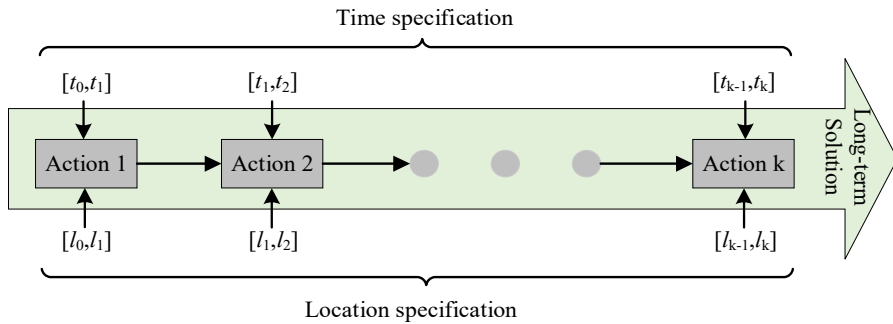 Time specification
[t₀,t₁]
[t₁,t₂]
[tₖ₋₁,tₖ]
Action 1
Action 2
Action k
Long-term
Solution
[l₀,l₁]
[l₁,l₂]
[lₖ₋₁,lₖ]
Location specification